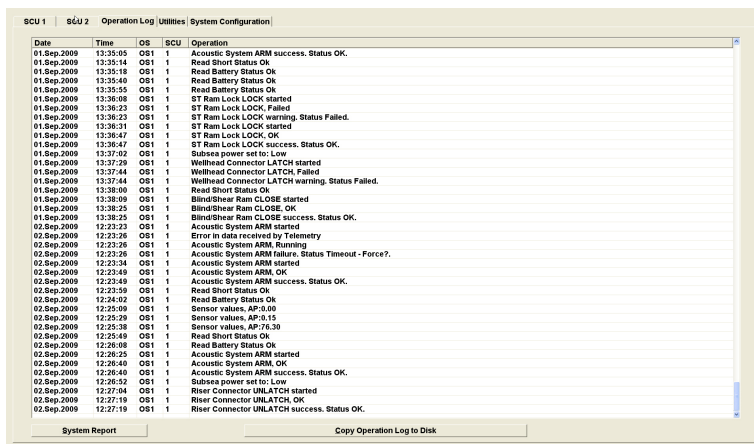 SCU 1 SCU 2 Operation Log Utilities System Configuration
Date Time OS SCU Operation
01.Sep.2009 13:35:05 OS1 1 Acoustic System ARM success. Status OK.
01.Sep.2009 13:35:14 OS1 1 Read Short Status Ok
01.Sep.2009 13:35:18 OS1 1 Read Battery Status Ok
01.Sep.2009 13:35:40 OS1 1 Read Battery Status Ok
01.Sep.2009 13:35:55 OS1 1 Read Battery Status Ok
01.Sep.2009 13:36:08 OS1 1 ST Ram Lock LOCK started
01.Sep.2009 13:36:23 OS1 1 ST Ram Lock LOCK, Failed
01.Sep.2009 13:36:23 OS1 1 ST Ram Lock LOCK warning. Status Failed.
01.Sep.2009 13:36:31 OS1 1 ST Ram Lock LOCK started
01.Sep.2009 13:36:47 OS1 1 ST Ram Lock LOCK, OK
01.Sep.2009 13:36:47 OS1 1 ST Ram Lock LOCK success. Status OK.
01.Sep.2009 13:37:02 OS1 1 Subsea power set to: Low
01.Sep.2009 13:37:29 OS1 1 Wellhead Connector LATCH started
01.Sep.2009 13:37:44 OS1 1 Wellhead Connector LATCH, Failed
01.Sep.2009 13:37:44 OS1 1 Wellhead Connector LATCH warning. Status Failed.
01.Sep.2009 13:38:00 OS1 1 Read Short Status Ok
01.Sep.2009 13:38:09 OS1 1 Blind/Shear Ram CLOSE started
01.Sep.2009 13:38:25 OS1 1 Blind/Shear Ram CLOSE, OK
01.Sep.2009 13:38:25 OS1 1 Blind/Shear Ram CLOSE success. Status OK.
02.Sep.2009 12:23:23 OS1 1 Acoustic System ARM started
02.Sep.2009 12:23:26 OS1 1 Error in data received by Telemetry
02.Sep.2009 12:23:26 OS1 1 Acoustic System ARM, Running
02.Sep.2009 12:23:26 OS1 1 Acoustic System ARM failure. Status Timeout - Force?.
02.Sep.2009 12:23:34 OS1 1 Acoustic System ARM started
02.Sep.2009 12:23:49 OS1 1 Acoustic System ARM, OK
02.Sep.2009 12:23:49 OS1 1 Acoustic System ARM success. Status OK.
02.Sep.2009 12:23:59 OS1 1 Read Short Status Ok
02.Sep.2009 12:24:02 OS1 1 Read Battery Status Ok
02.Sep.2009 12:25:09 OS1 1 Sensor values, AP:0.00
02.Sep.2009 12:25:29 OS1 1 Sensor values, AP:0.15
02.Sep.2009 12:25:38 OS1 1 Sensor values, AP:76.30
02.Sep.2009 12:25:49 OS1 1 Read Short Status Ok
02.Sep.2009 12:26:08 OS1 1 Read Battery Status Ok
02.Sep.2009 12:26:25 OS1 1 Acoustic System ARM started
02.Sep.2009 12:26:40 OS1 1 Acoustic System ARM, OK
02.Sep.2009 12:26:40 OS1 1 Acoustic System ARM success. Status OK.
02.Sep.2009 12:26:52 OS1 1 Subsea power set to: Low
02.Sep.2009 12:27:04 OS1 1 Riser Connector UNLATCH started
02.Sep.2009 12:27:19 OS1 1 Riser Connector UNLATCH, OK
02.Sep.2009 12:27:19 OS1 1 Riser Connector UNLATCH success. Status OK.
System Report Copy Operation Log to Disk